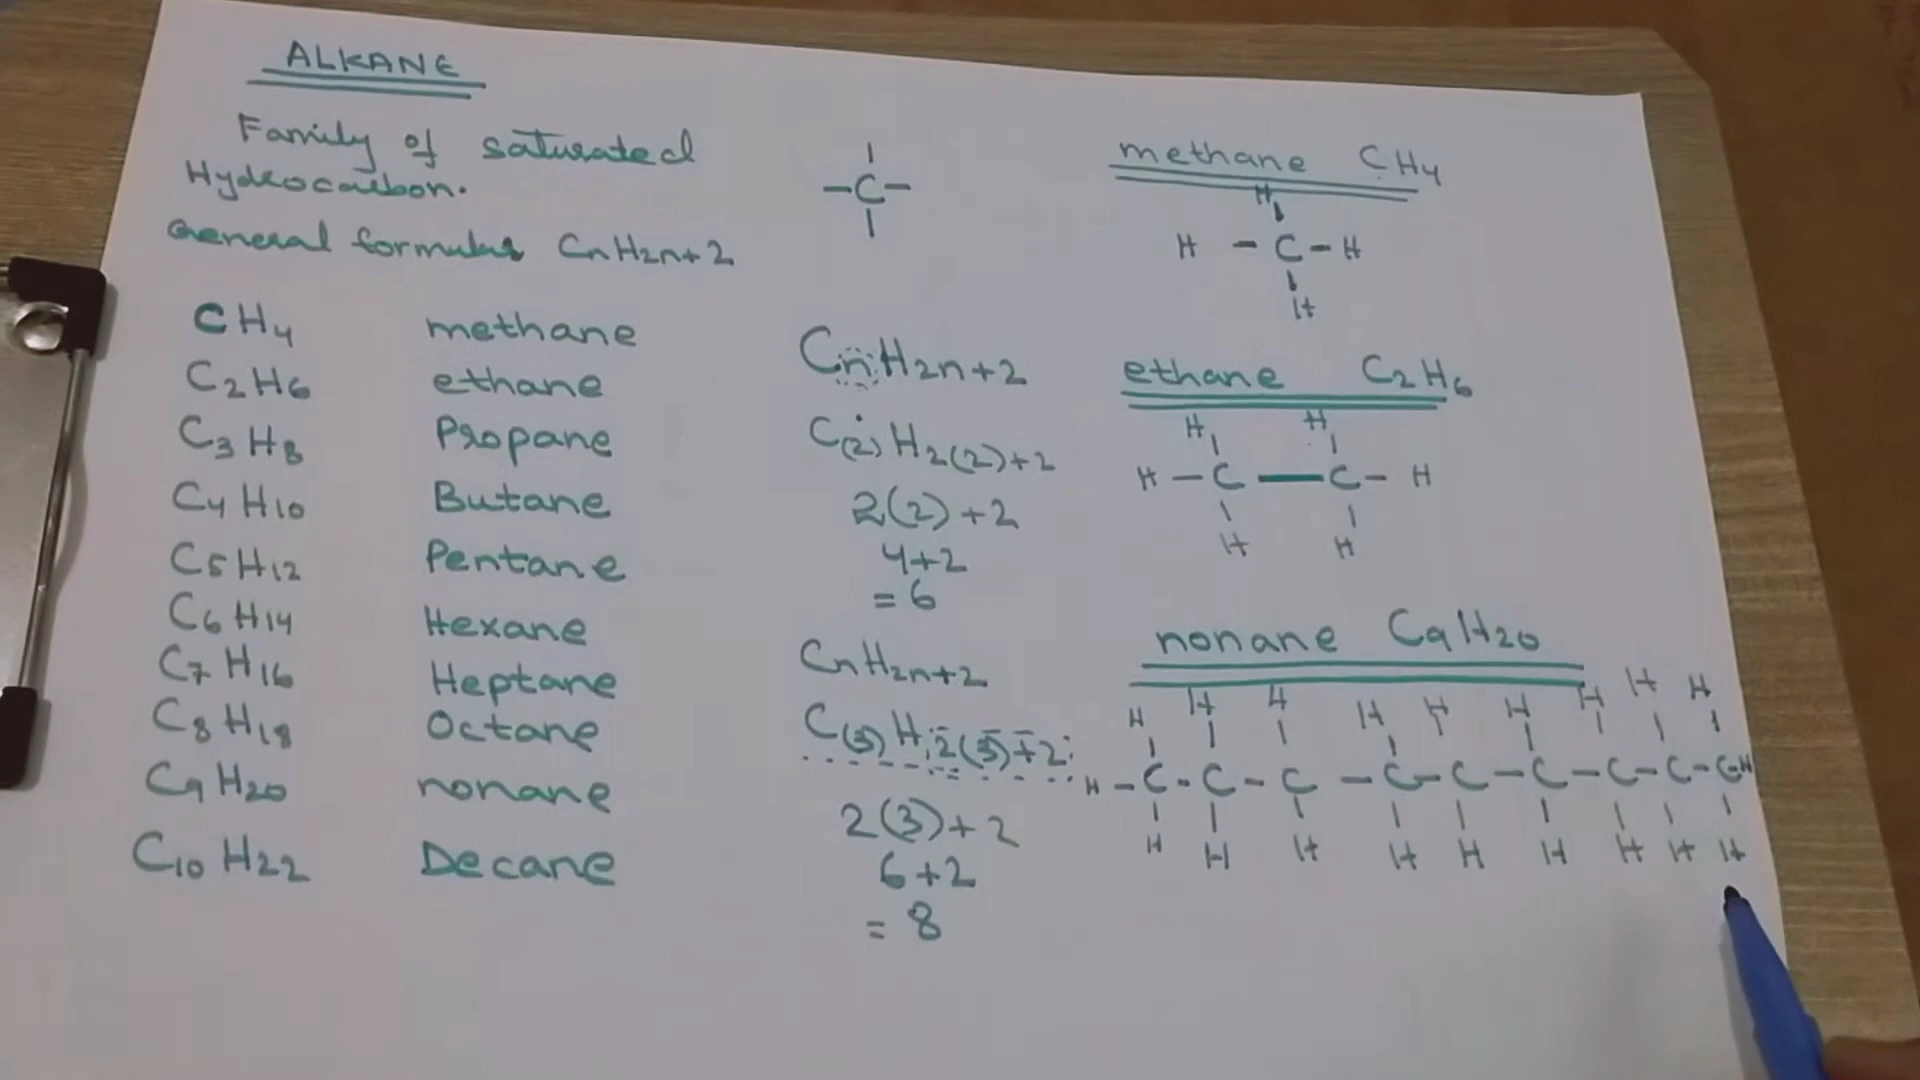 ALKANE
Family of saturated
Hydrocarbon.
General formula CnH2n+2
CH4 methane
C2H6 ethane
C3H8 Propane
C4H10 Butane
C5H12 Pentane
C6H14 Hexane
C7H16 Heptane
C8H18 Octane
C9H20 nonane
C10H22 Decane
-C-
CnH2n+2
C(2)H2(2)+2
2(2)+2
4+2
=6
CnH2n+2
C(3)H2(3)+2
2(3)+2
6+2
= 8
methane CH4
H
H - C - H
H
ethane C2H6
H H
H - C - C - H
H H
nonane C9H20
H H H H H H H H H
H - C - C - C - C - C - C - C - C - C - H
H H H H H H H H H